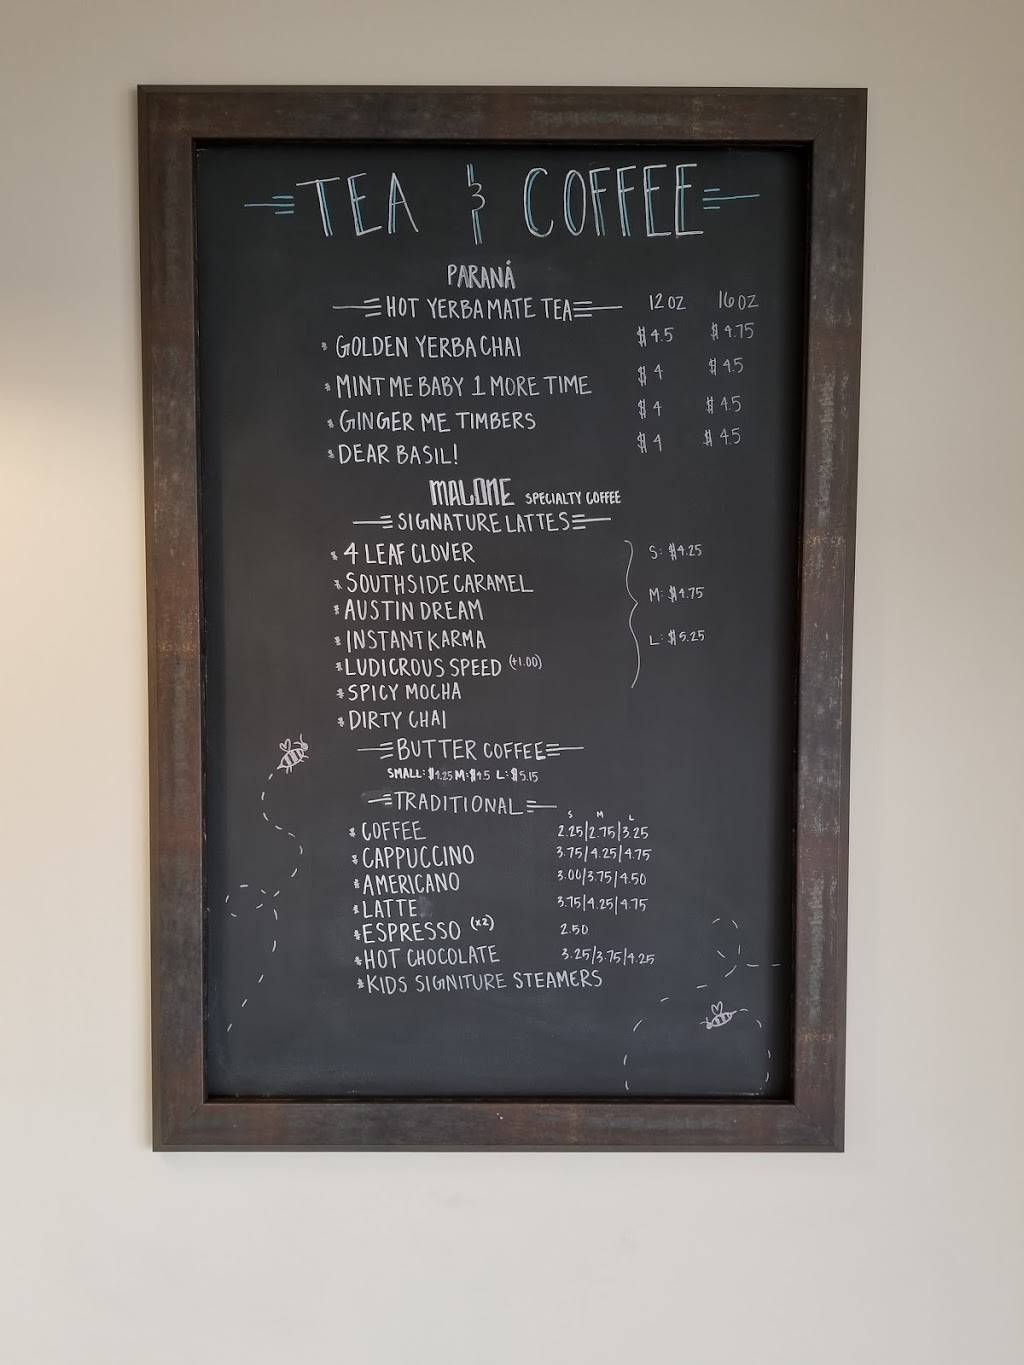 TEA & COFFEE
PARANÁ
HOT YERBA MATE TEA 12 OZ 16 OZ
* GOLDEN YERBA CHAI $4.5 $4.75
* MINT ME BABY 1 MORE TIME $4 $4.5
* GINGER ME TIMBERS $4 $4.5
* DEAR BASIL! $4 $4.5
MALONE SPECIALTY COFFEE
SIGNATURE LATTES
* 4 LEAF CLOVER S: $4.25
* SOUTHSIDE CARAMEL
* AUSTIN DREAM M: $4.75
* INSTANT KARMA L: $5.25
* LUDICROUS SPEED (+1.00)
* SPICY MOCHA
* DIRTY CHAI
BUTTER COFFEE
SMALL: $4.25 M: $4.5 L: $5.15
TRADITIONAL
S M L
* COFFEE 2.25|2.75|3.25
* CAPPUCCINO 3.75/4.25/4.75
* AMERICANO 3.00/3.75/4.50
* LATTE 3.75|4.25|4.75
* ESPRESSO (x2) 2.50
* HOT CHOCOLATE 3.25/3.75/4.25
* KIDS SIGNITURE STEAMERS